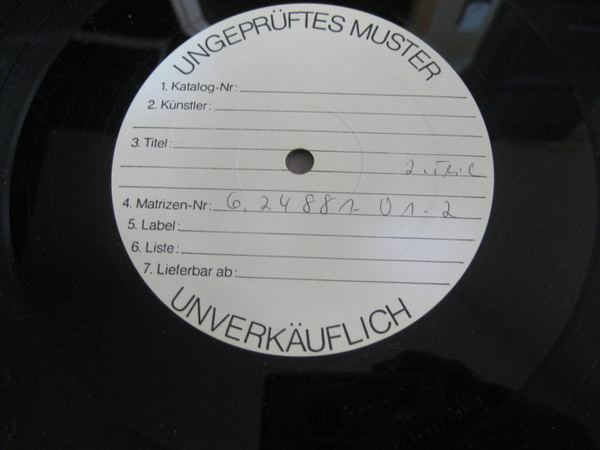 UNGEPRÜFTES MUSTER
1. Katalog-Nr:
2. Künstler:
3. Titel:
4. Matrizen-Nr: 6.24881-01-2
5. Label:
6. Liste:
7. Lieferbar ab:
UNVERKÄUFLICH